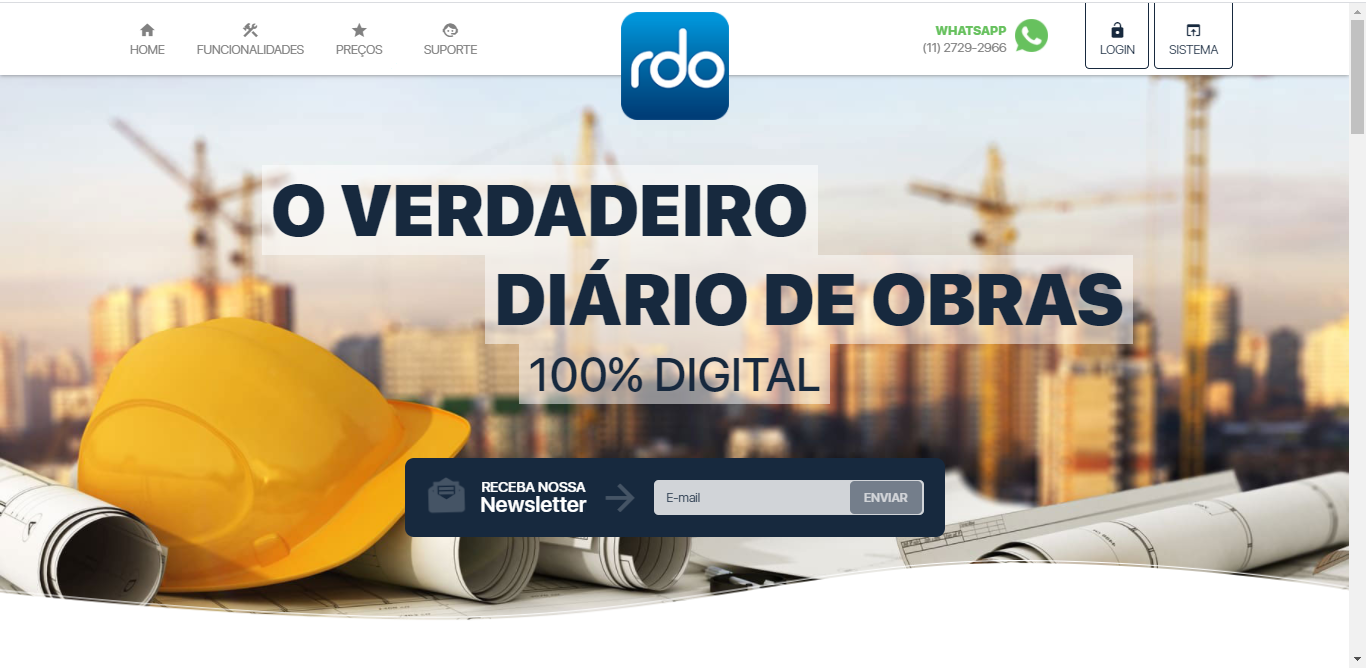 HOME
FUNCIONALIDADES
PREÇOS
SUPORTE
rdo
WHATSAPP
(11) 2729-2966
LOGIN
SISTEMA
O VERDADEIRO
DIÁRIO DE OBRAS
100% DIGITAL
RECEBA NOSSA
Newsletter
E-mail
ENVIAR